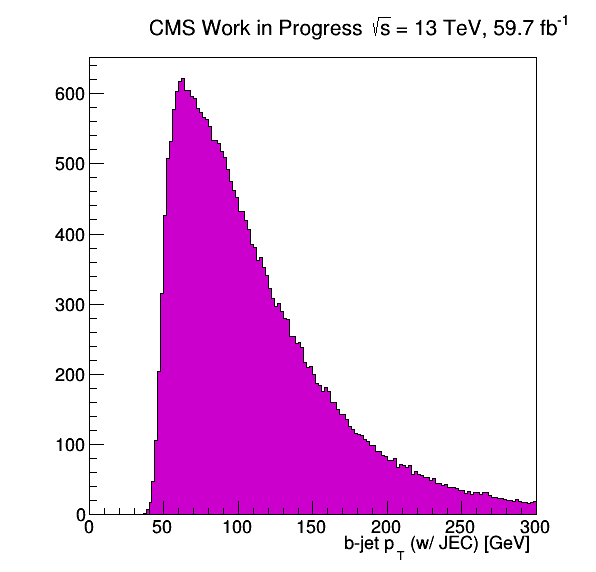 CMS Work in Progress √s = 13 TeV, 59.7 fb⁻¹
600
500
400
300
200
100
0
0 50 100 150 200 250 300
b-jet p_T (w/ JEC) [GeV]